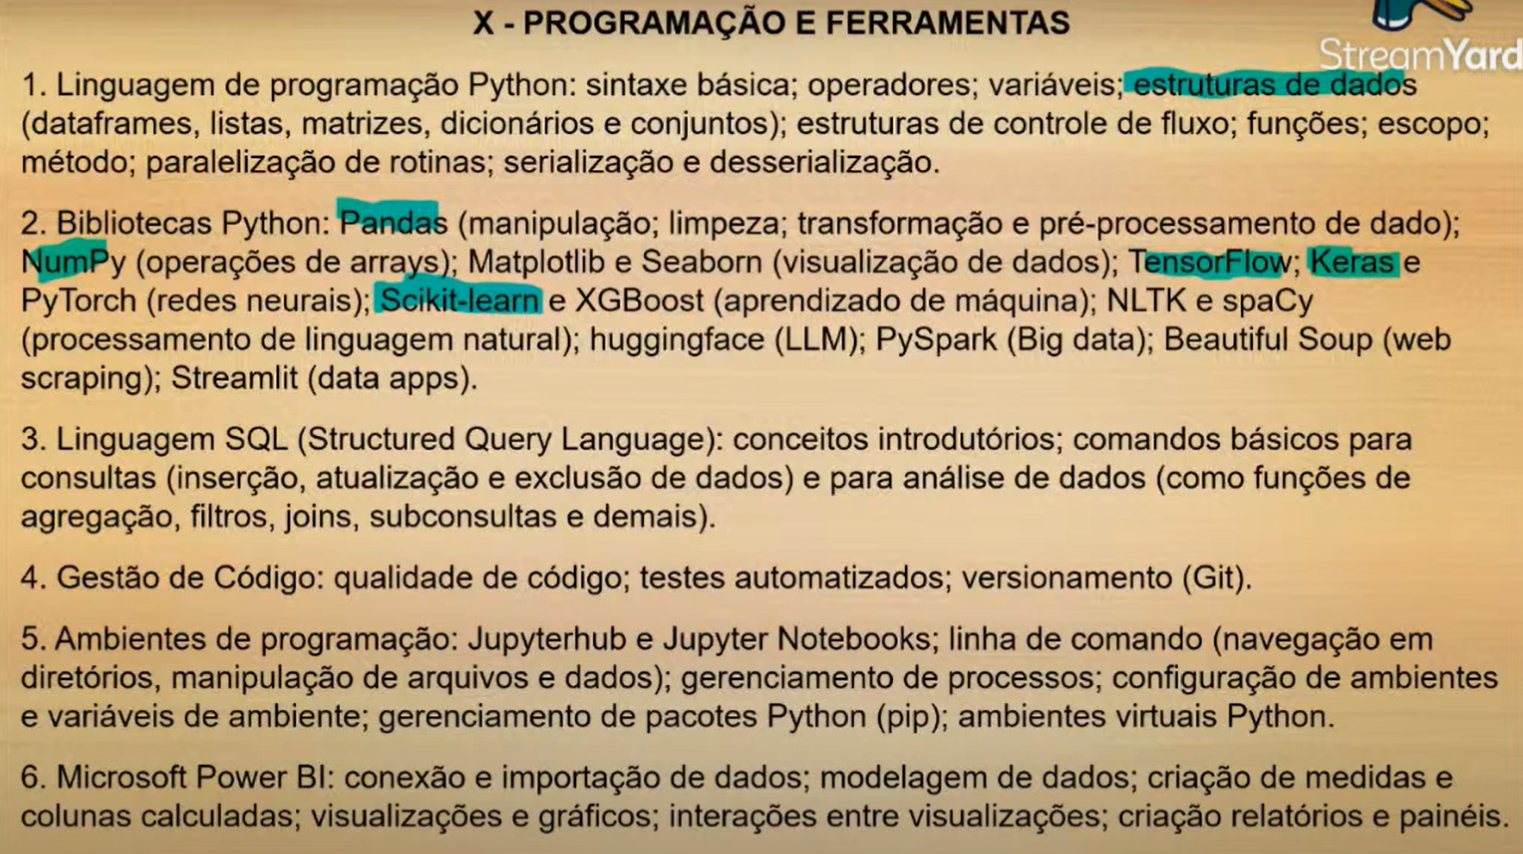 X - PROGRAMAÇÃO E FERRAMENTAS
StreamYard
1. Linguagem de programação Python: sintaxe básica; operadores; variáveis; estruturas de dados
(dataframes, listas, matrizes, dicionários e conjuntos); estruturas de controle de fluxo; funções; escopo;
método; paralelização de rotinas; serialização e desserialização.
2. Bibliotecas Python: Pandas (manipulação; limpeza; transformação e pré-processamento de dado);
NumPy (operações de arrays); Matplotlib e Seaborn (visualização de dados); TensorFlow; Keras e
PyTorch (redes neurais); Scikit-learn e XGBoost (aprendizado de máquina); NLTK e spaCy
(processamento de linguagem natural); huggingface (LLM); PySpark (Big data); Beautiful Soup (web
scraping); Streamlit (data apps).
3. Linguagem SQL (Structured Query Language): conceitos introdutórios; comandos básicos para
consultas (inserção, atualização e exclusão de dados) e para análise de dados (como funções de
agregação, filtros, joins, subconsultas e demais).
4. Gestão de Código: qualidade de código; testes automatizados; versionamento (Git).
5. Ambientes de programação: Jupyterhub e Jupyter Notebooks; linha de comando (navegação em
diretórios, manipulação de arquivos e dados); gerenciamento de processos; configuração de ambientes
e variáveis de ambiente; gerenciamento de pacotes Python (pip); ambientes virtuais Python.
6. Microsoft Power BI: conexão e importação de dados; modelagem de dados; criação de medidas e
colunas calculadas; visualizações e gráficos; interações entre visualizações; criação relatórios e painéis.